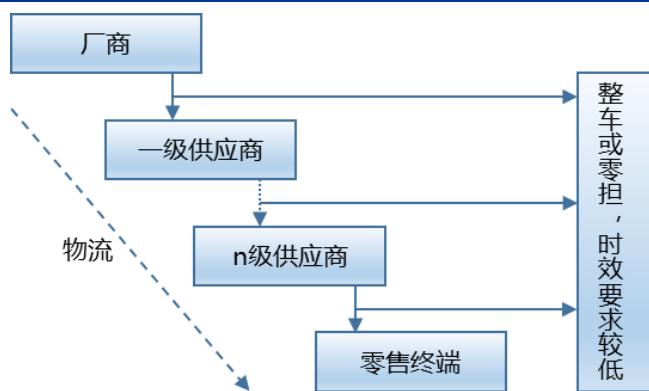 厂商
一级供应商
物流
n级供应商
零售终端
整车或零担，时效要求较低